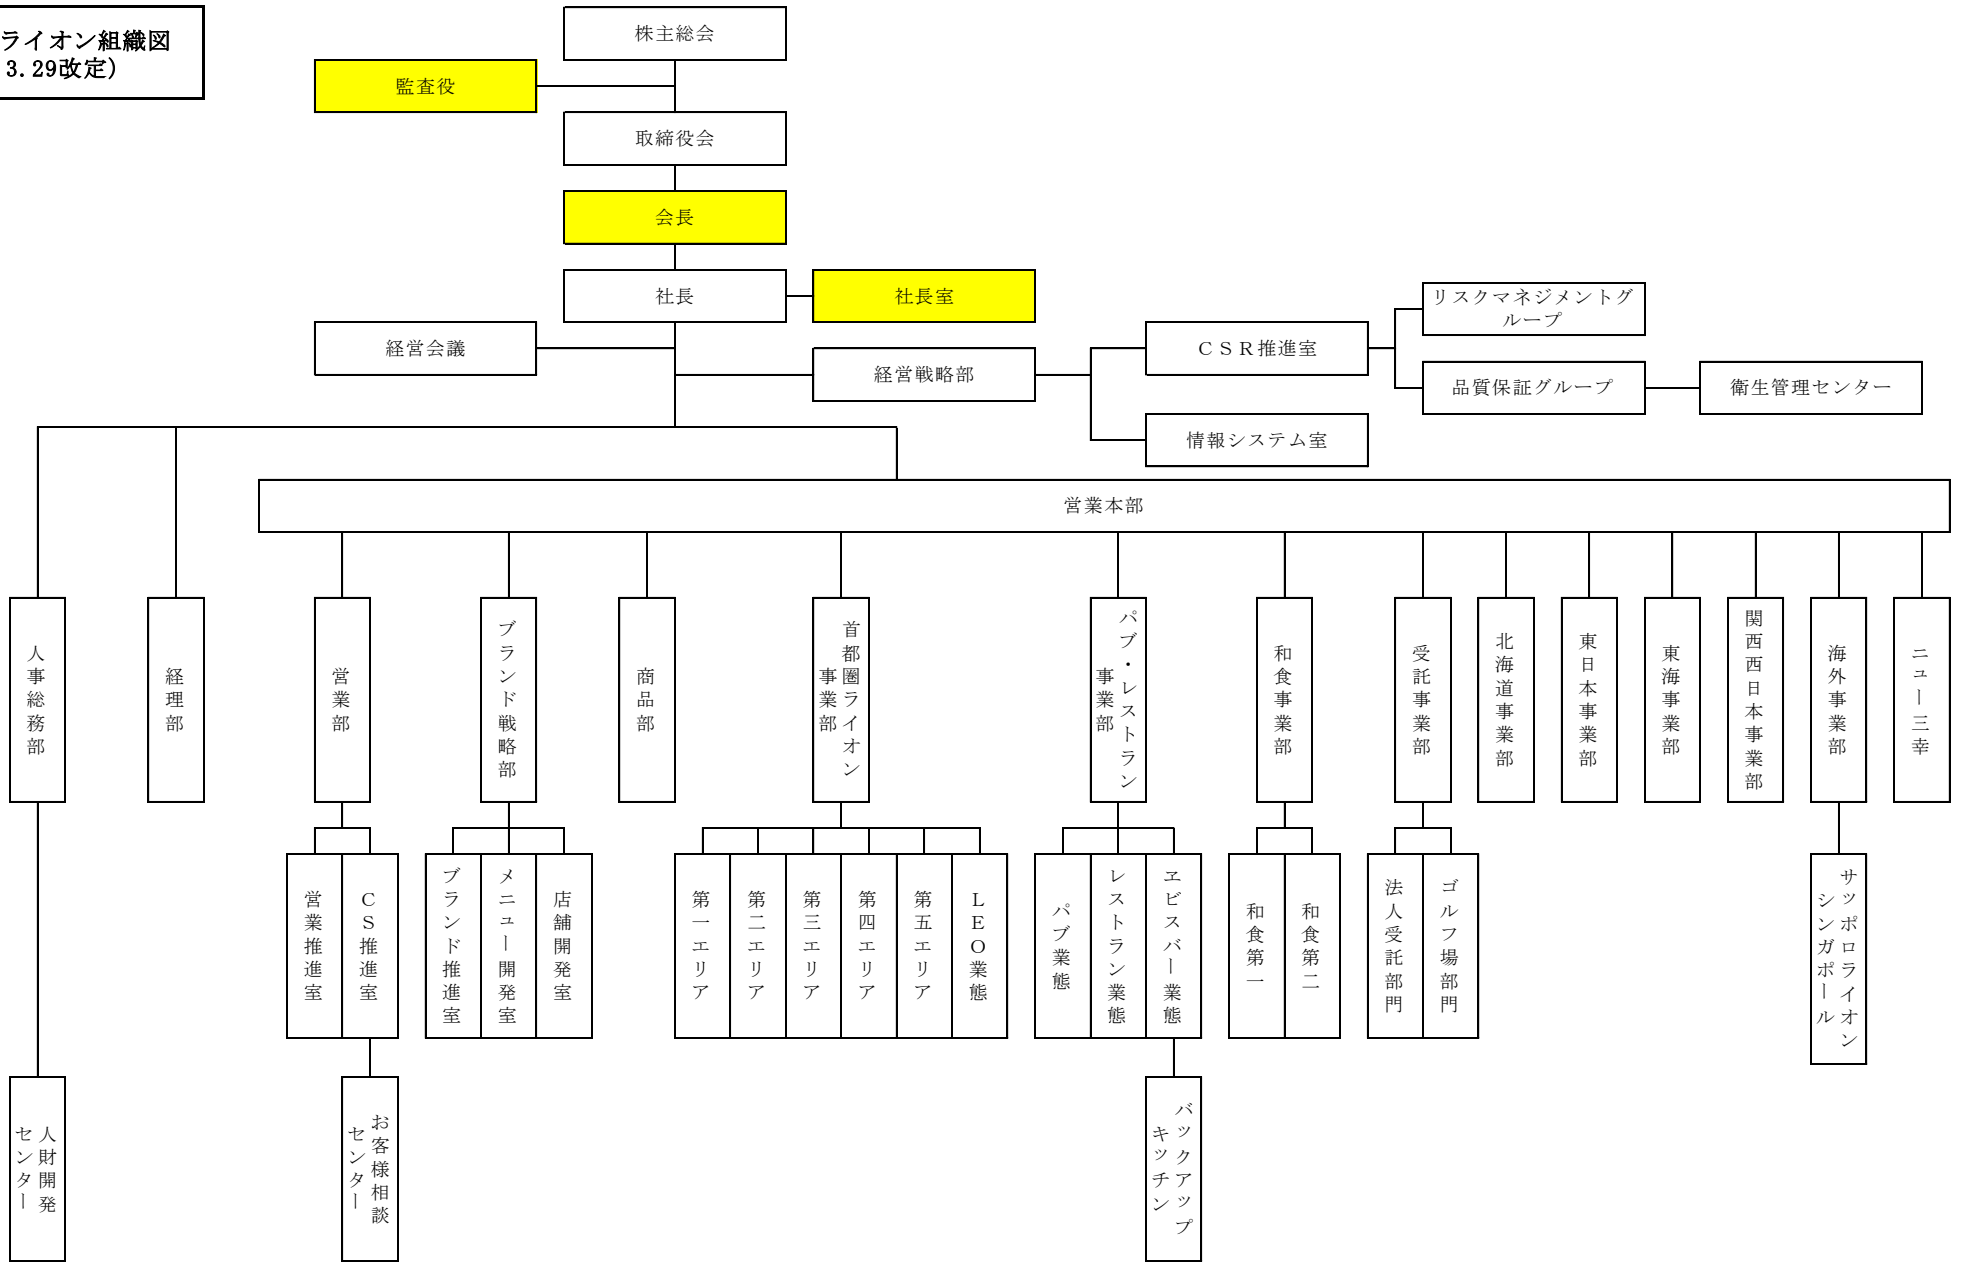 ライオン組織図
3.29改定）
株主総会
監査役
取締役会
会長
社長
社長室
経営会議
経営戦略部
ＣＳＲ推進室
リスクマネジメントグ
ループ
品質保証グループ
衛生管理センター
情報システム室
営業本部
人事総務部
経理部
営業部
ブランド戦略部
商品部
首都圏ライオン
事業部
パブ・レストラン
事業部
和食事業部
受託事業部
北海道事業部
東日本事業部
東海事業部
関西西日本事業部
海外事業部
ニュー三幸
営業推進室
ＣＳ推進室
ブランド推進室
メニュー開発室
店舗開発室
第一エリア
第二エリア
第三エリア
第四エリア
第五エリア
ＬＥＯ業態
パブ業態
レストラン業態
ヱビスバー業態
和食第一
和食第二
法人受託部門
ゴルフ場部門
サッポロライオン
シンガポール
人財開発
センター
お客様相談
センター
バックアップ
キッチン